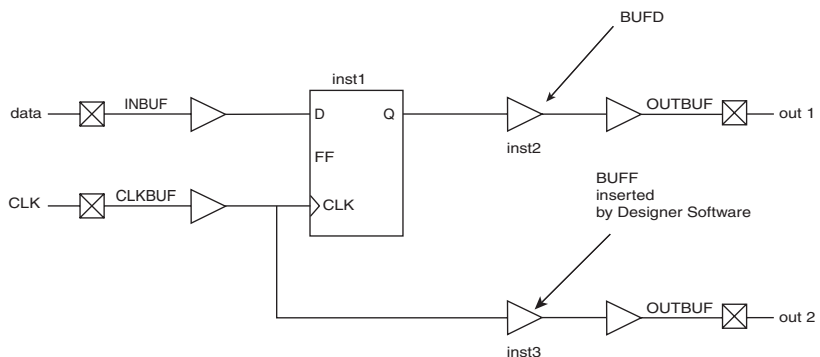 BUFD
inst1
data
INBUF
D
Q
OUTBUF
out 1
FF
inst2
CLK
CLKBUF
CLK
BUFF
inserted
by Designer Software
OUTBUF
out 2
inst3